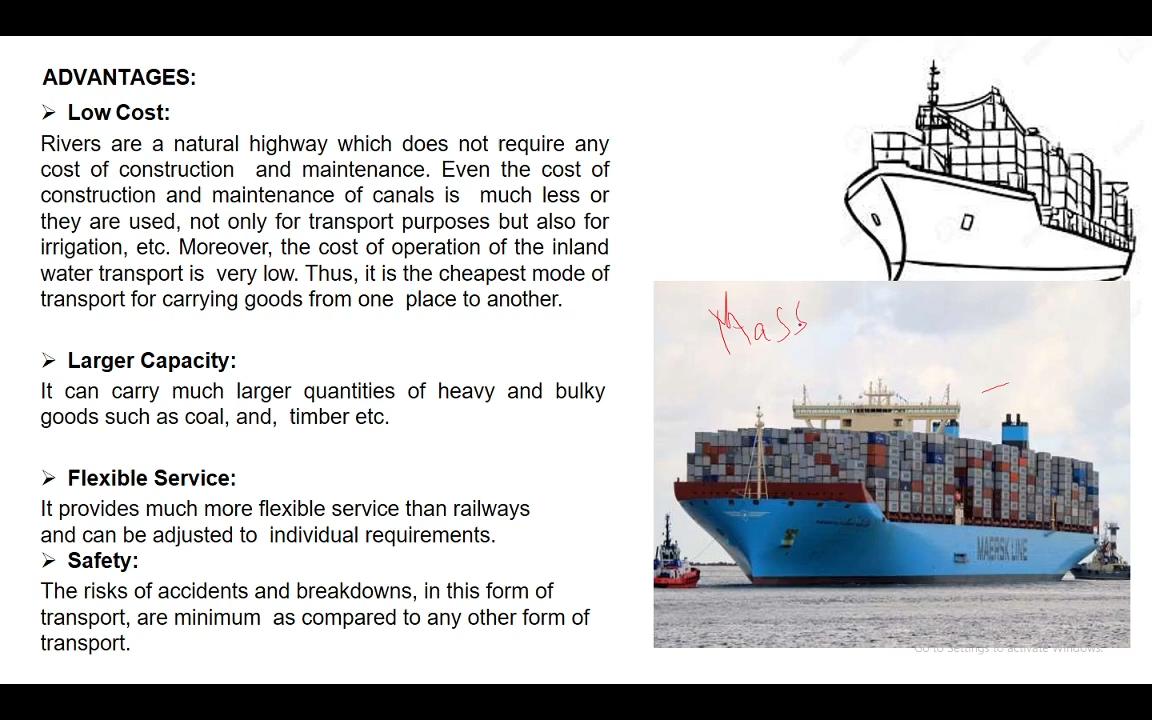 ADVANTAGES:
➢ Low Cost:
Rivers are a natural highway which does not require any
cost of construction and maintenance. Even the cost of
construction and maintenance of canals is much less or
they are used, not only for transport purposes but also for
irrigation, etc. Moreover, the cost of operation of the inland
water transport is very low. Thus, it is the cheapest mode of
transport for carrying goods from one place to another.
➢ Larger Capacity:
It can carry much larger quantities of heavy and bulky
goods such as coal, and, timber etc.
➢ Flexible Service:
It provides much more flexible service than railways
and can be adjusted to individual requirements.
➢ Safety:
The risks of accidents and breakdowns, in this form of
transport, are minimum as compared to any other form of
transport.
Mass
MAERSK LINE
Go to Settings to activate Windows.